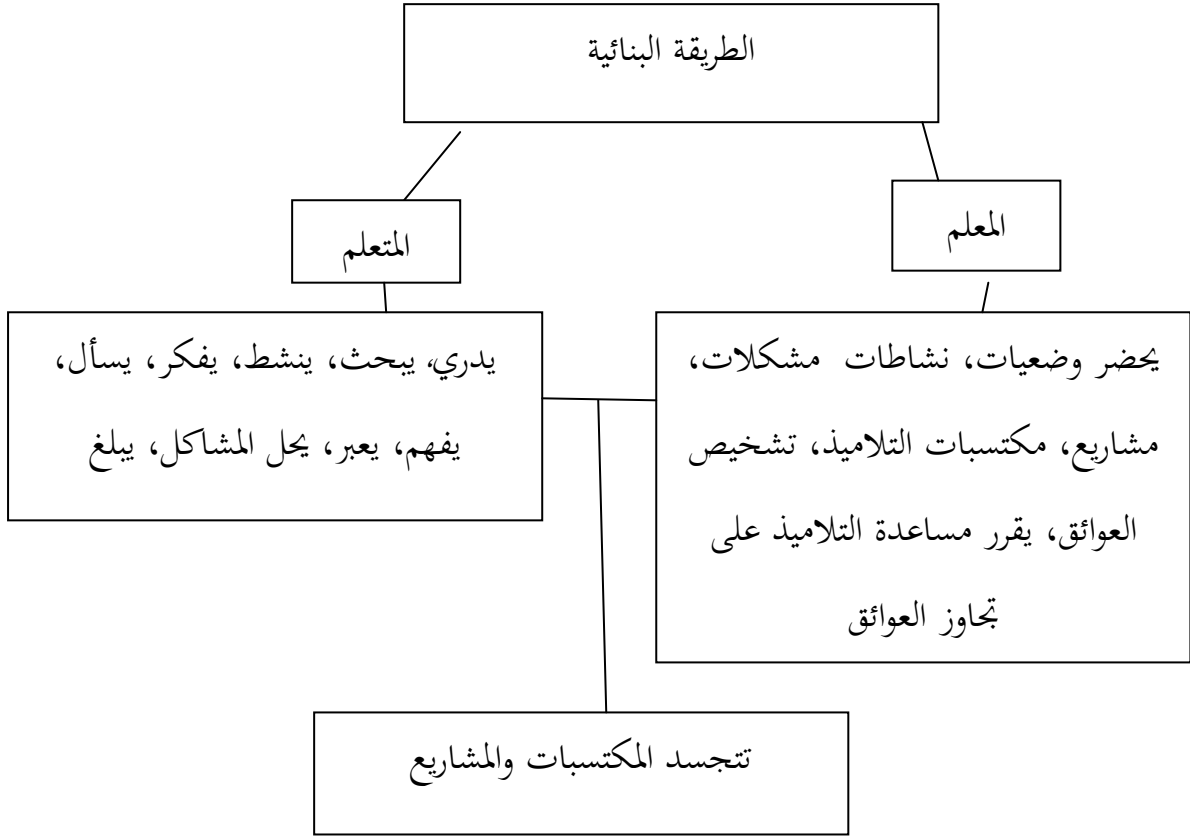 الطريقة البنائية
المعلم
المتعلم
يحضر وضعيات، نشاطات مشكلات،
مشاريع، مكتسبات التلاميذ، تشخيص
العوائق، يقرر مساعدة التلاميذ على
تجاوز العوائق
يدري، يبحث، ينشط، يفكر، يسأل،
يفهم، يعبر، يحل المشاكل، يبلغ
تتجسد المكتسبات والمشاريع